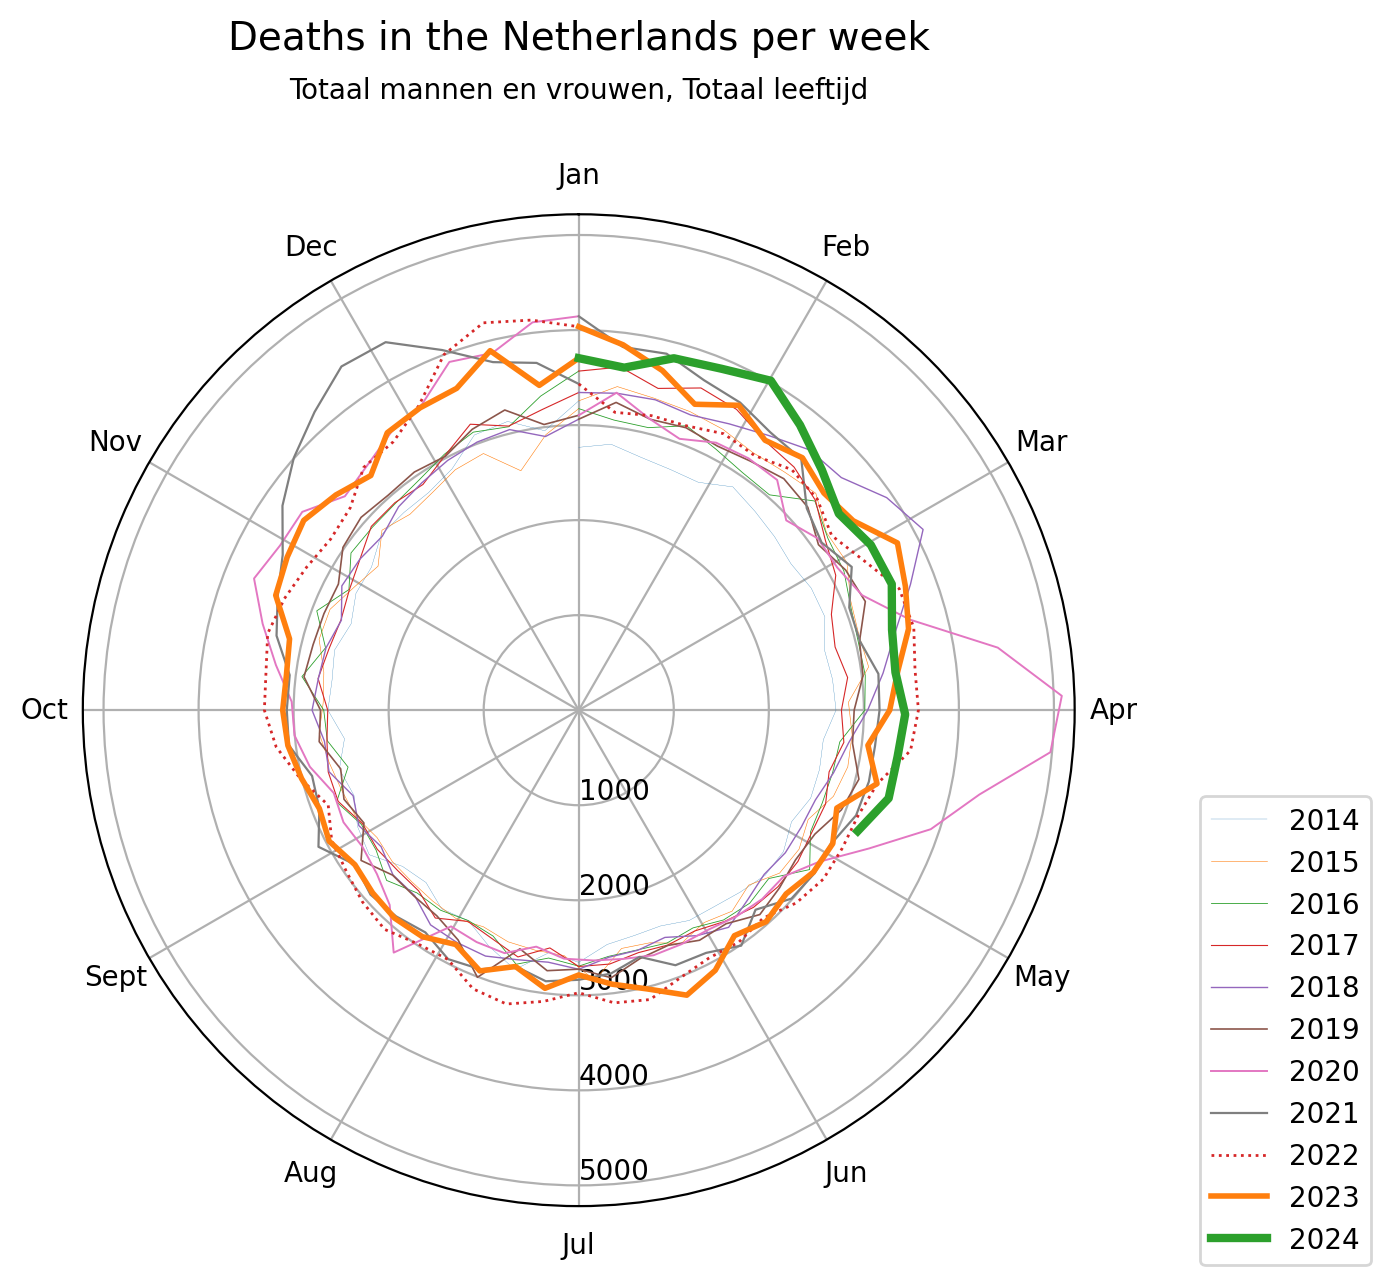 Deaths in the Netherlands per week
Totaal mannen en vrouwen, Totaal leeftijd
Jan
Feb
Mar
Apr
May
Jun
Jul
Aug
Sept
Oct
Nov
Dec
1000
2000
3000
4000
5000
2014
2015
2016
2017
2018
2019
2020
2021
2022
2023
2024